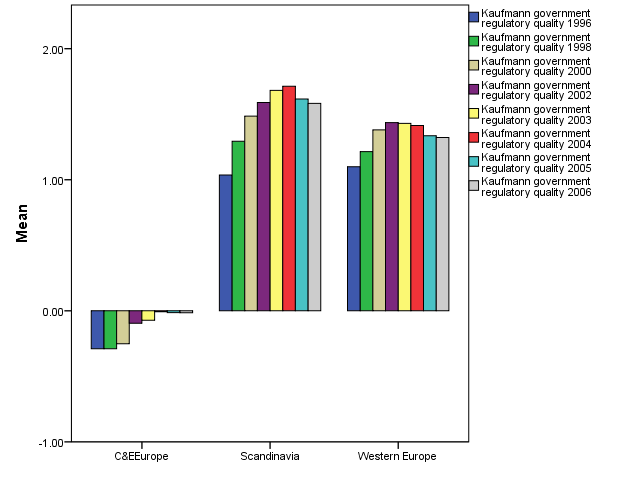 Kaufmann government
regulatory quality 1996
Kaufmann government
regulatory quality 1998
Kaufmann government
regulatory quality 2000
Kaufmann government
regulatory quality 2002
Kaufmann government
regulatory quality 2003
Kaufmann government
regulatory quality 2004
Kaufmann government
regulatory quality 2005
Kaufmann government
regulatory quality 2006
2.00
1.00
0.00
-1.00
Mean
C&EEurope
Scandinavia
Western Europe